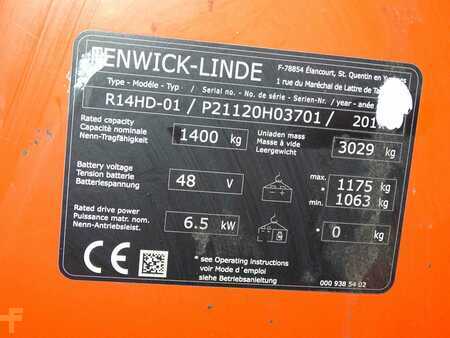 FENWICK-LINDE
F-78854 Élancourt, St. Quentin en Yv
1 rue du Maréchal de Lattre de Ta
Type - Modèle - Typ / Serial no. - No. de série - Serien-Nr. / year - année
R14HD-01 / P21120H03701 / 201
Rated capacity
Capacité nominale
Nenn-Tragfähigkeit
1400 kg
Unladen mass
Masse à vide
Leergewicht
3029 kg
Battery voltage
Tension batterie
Batteriespannung
48 V
max. 1175 kg
*
min. 1063 kg
Rated drive power
Puissance matr. nom.
Nenn-Antriebsleist.
6.5 kW
* 0 kg
CE
* see Operating instructions
voir Mode d'emploi
siehe Betriebsanleitung
000 938 54 02